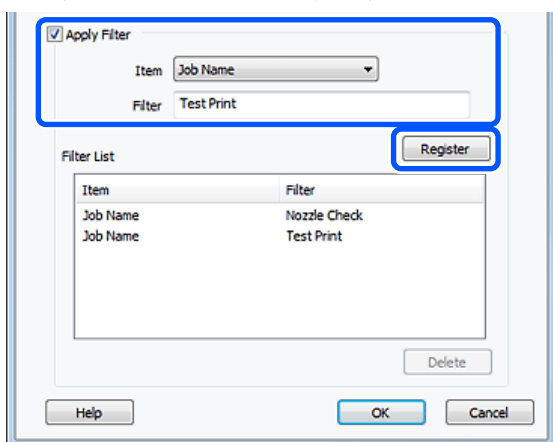 Apply Filter
Item Job Name
Filter Test Print
Register
Filter List
Item Filter
Job Name Nozzle Check
Job Name Test Print
Delete
Help OK Cancel